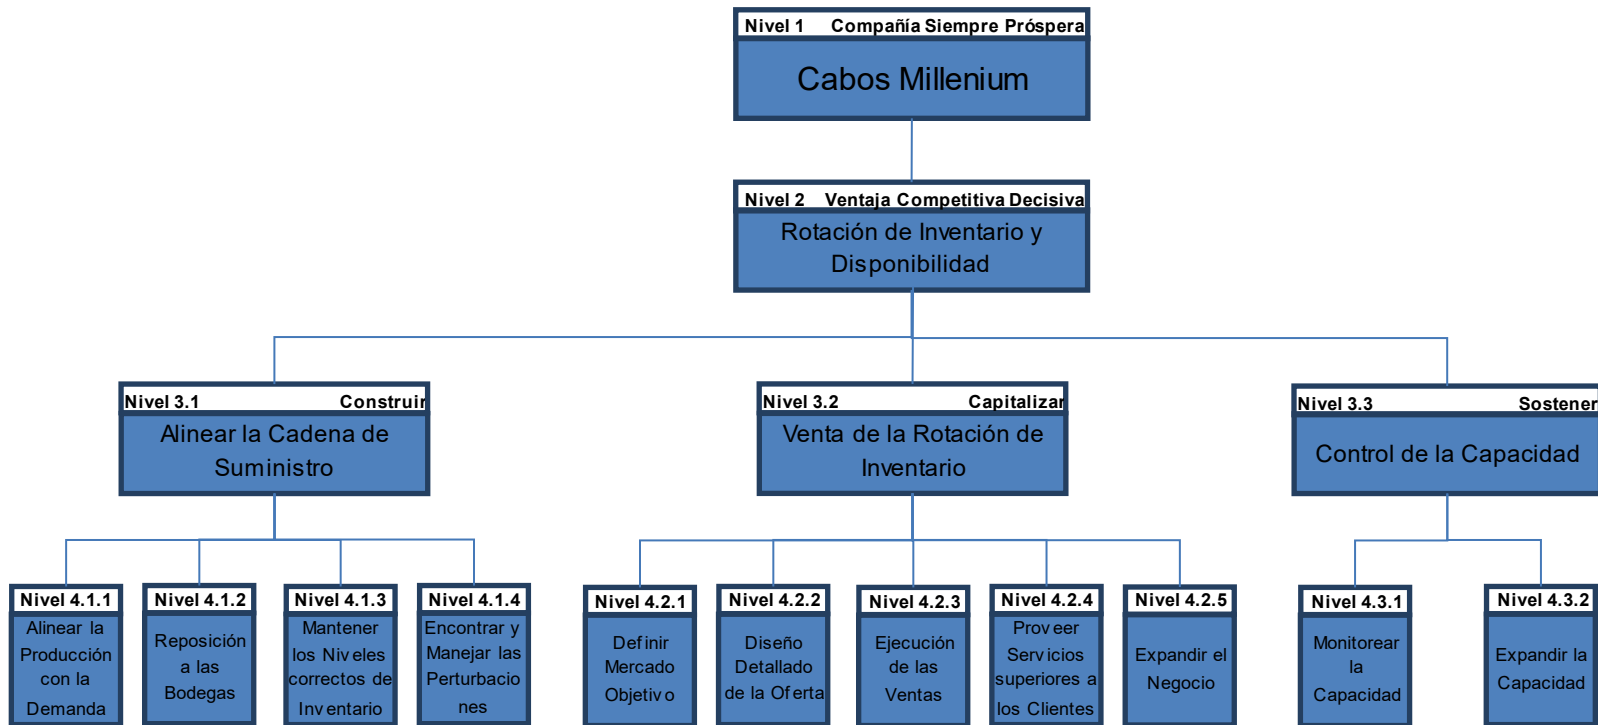 Nivel 1 Compañía Siempre Próspera
Cabos Millenium
Nivel 2 Ventaja Competitiva Decisiva
Rotación de Inventario y
Disponibilidad
Nivel 3.1 Construir
Alinear la Cadena de
Suministro
Nivel 3.2 Capitalizar
Venta de la Rotación de
Inventario
Nivel 3.3 Sostener
Control de la Capacidad
Nivel 4.1.1
Alinear la
Producción
con la
Demanda
Nivel 4.1.2
Reposición
a las
Bodegas
Nivel 4.1.3
Mantener
los Niveles
correctos de
Inventario
Nivel 4.1.4
Encontrar y
Manejar las
Perturbacio
nes
Nivel 4.2.1
Definir
Mercado
Objetivo
Nivel 4.2.2
Diseño
Detallado
de la Oferta
Nivel 4.2.3
Ejecución
de las
Ventas
Nivel 4.2.4
Proveer
Servicios
superiores a
los Clientes
Nivel 4.2.5
Expandir el
Negocio
Nivel 4.3.1
Monitorear
la
Capacidad
Nivel 4.3.2
Expandir la
Capacidad